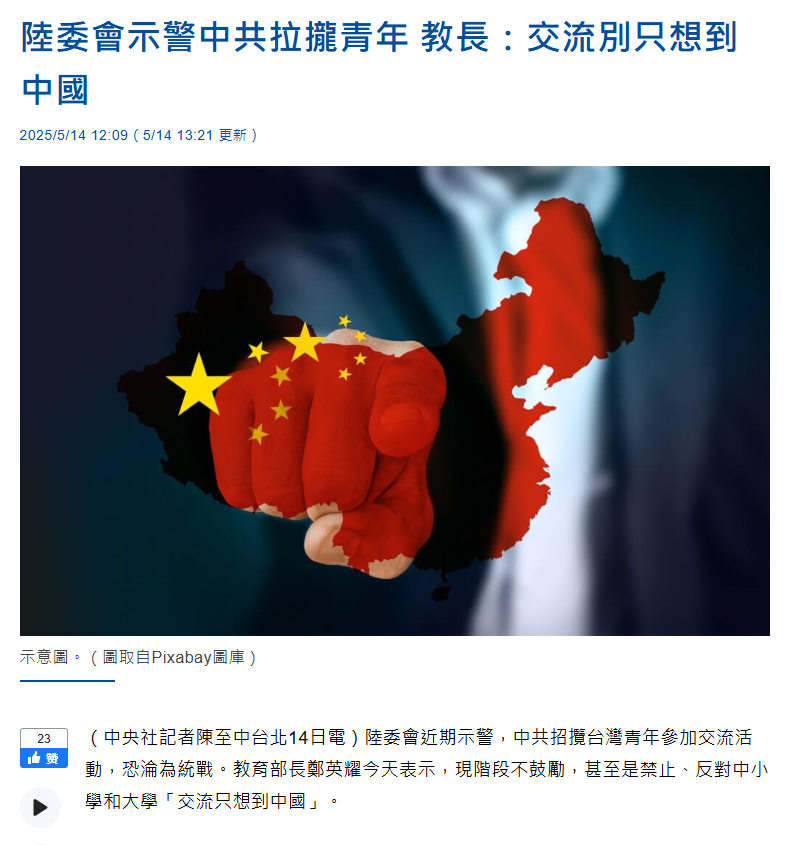 陸委會示警中共拉攏青年 教長：交流別只想到
中國
2025/5/14 12:09（5/14 13:21 更新）
示意圖。（圖取自Pixabay圖庫）
23
赞
（中央社記者陳至中台北14日電）陸委會近期示警，中共招攬台灣青年參加交流活
動，恐淪為統戰。教育部長鄭英耀今天表示，現階段不鼓勵，甚至是禁止、反對中小
學和大學「交流只想到中國」。